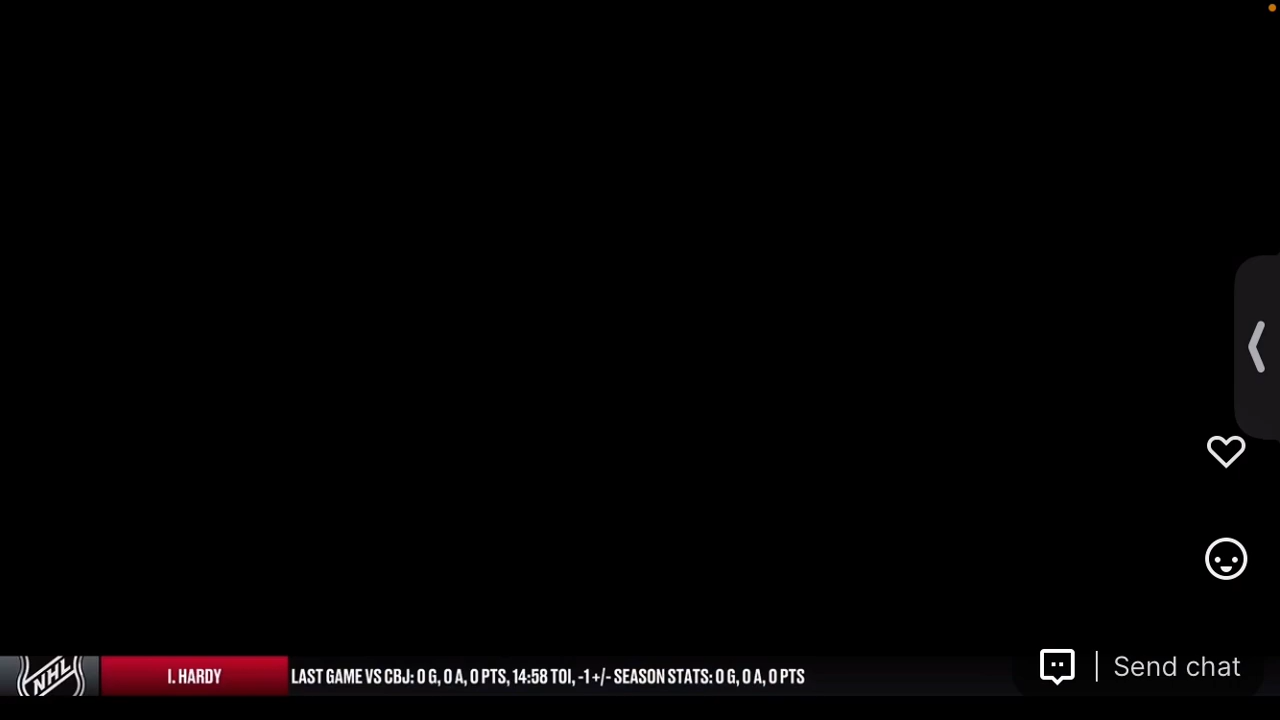 NHL
I. HARDY LAST GAME VS CBJ: 0 G, 0 A, 0 PTS, 14:58 TOI, -1 +/- SEASON STATS: 0 G, 0 A, 0 PTS
Send chat